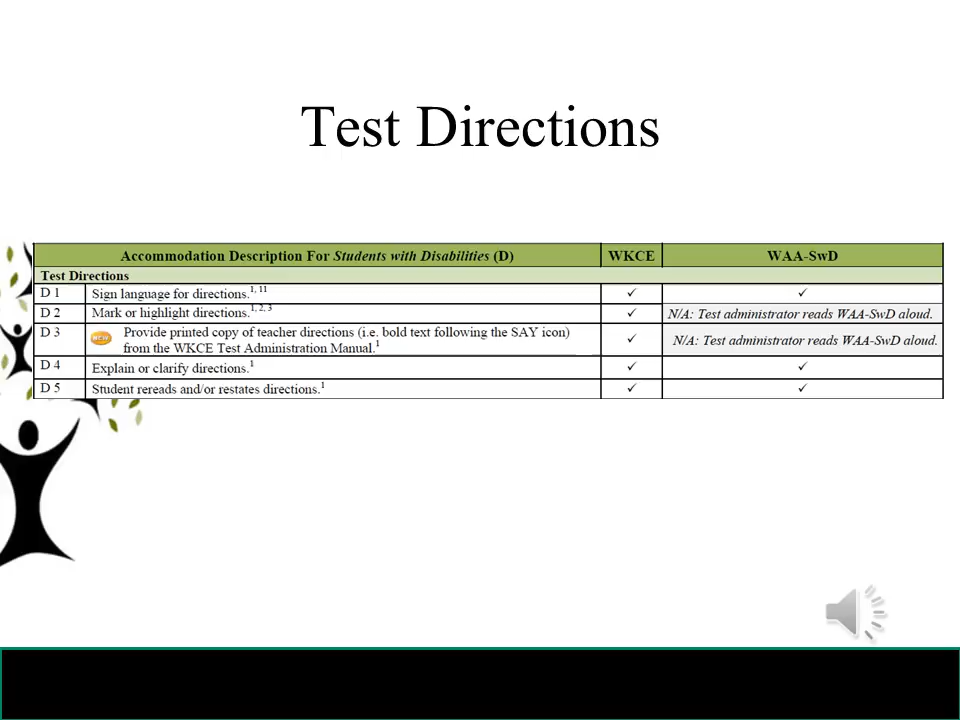 Test Directions
Accommodation Description For Students with Disabilities (D) WKCE WAA-SwD
Test Directions
D 1 Sign language for directions.1, 11 ✓ ✓
D 2 Mark or highlight directions.1, 2, 3 ✓ N/A: Test administrator reads WAA-SwD aloud.
D 3 NEW Provide printed copy of teacher directions (i.e. bold text following the SAY icon)
from the WKCE Test Administration Manual.1 ✓ N/A: Test administrator reads WAA-SwD aloud.
D 4 Explain or clarify directions.1 ✓ ✓
D 5 Student rereads and/or restates directions.1 ✓ ✓